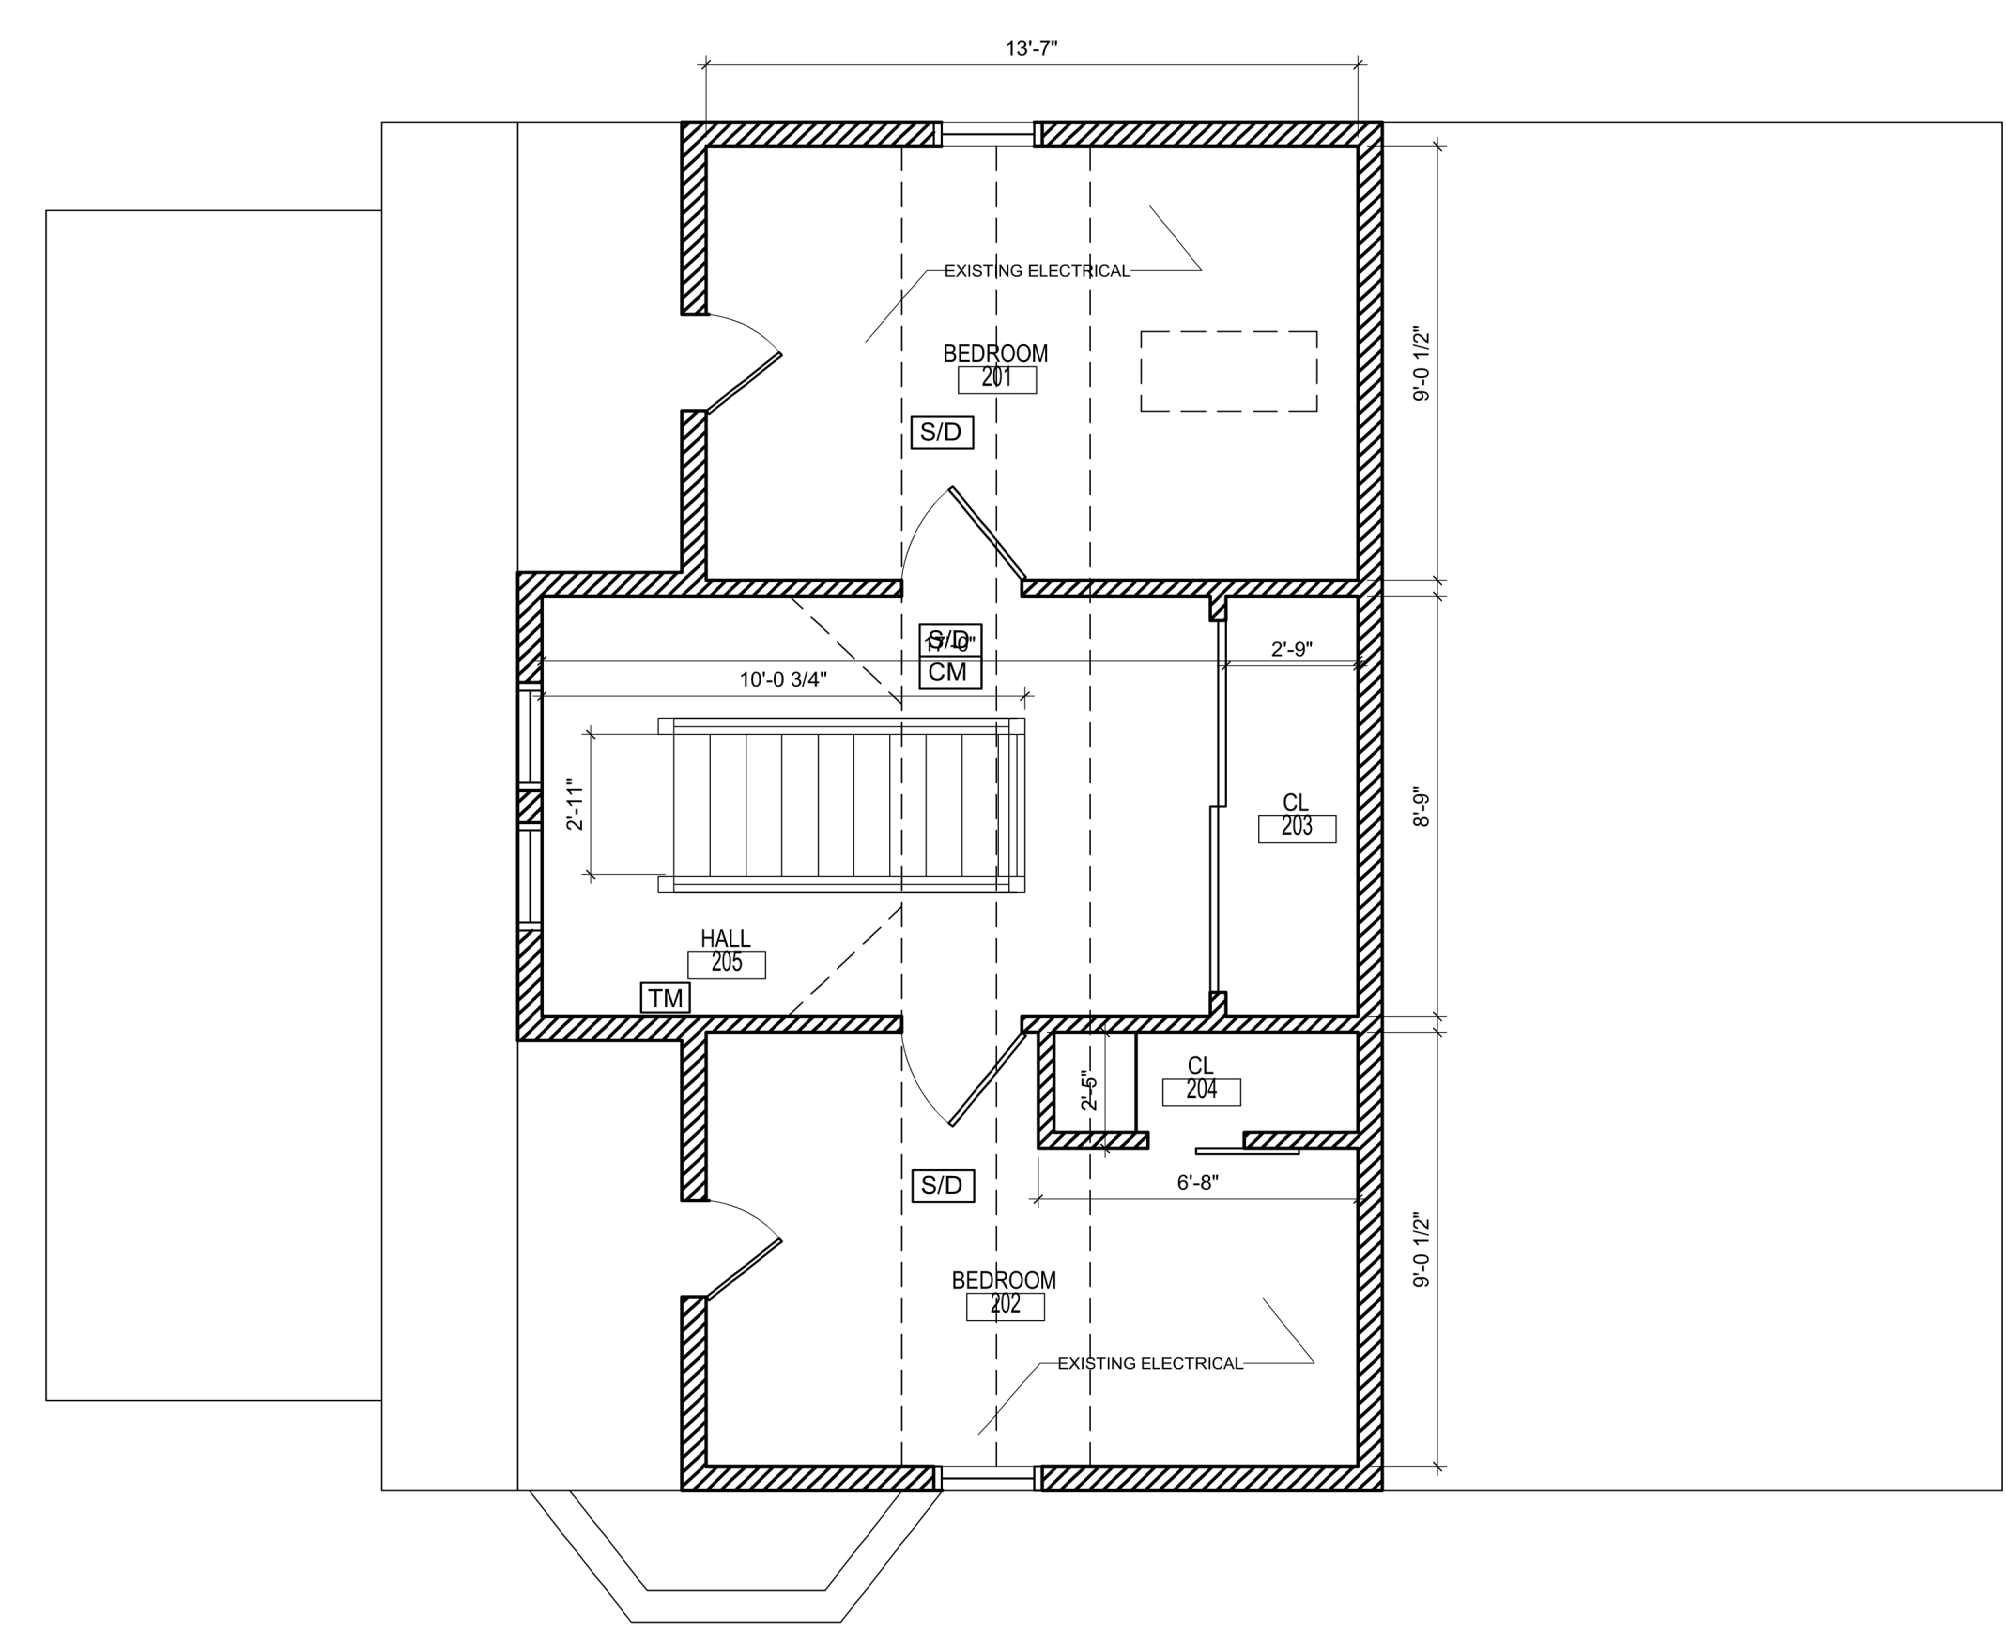 13'-7"
EXISTING ELECTRICAL
BEDROOM
201
9'-0 1/2"
S/D
S/D
17'-0"
CM
2'-9"
10'-0 3/4"
2'-11"
CL
203
8'-9"
HALL
205
TM
CL
204
2'-5"
S/D
6'-8"
9'-0 1/2"
BEDROOM
202
EXISTING ELECTRICAL